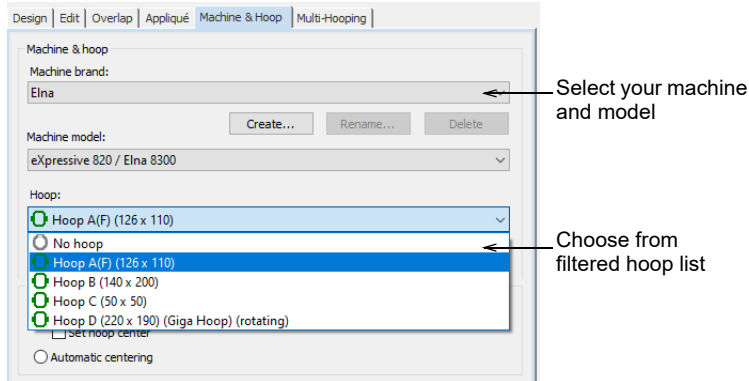 Design Edit Overlap Appliqué Machine & Hoop Multi-Hooping
Machine & hoop
Machine brand:
Elna
Select your machine
and model
Create... Rename... Delete
Machine model:
eXpressive 820 / Elna 8300
Hoop:
Hoop A(F) (126 x 110)
No hoop
Choose from
filtered hoop list
Hoop A(F) (126 x 110)
Hoop B (140 x 200)
Hoop C (50 x 50)
Hoop D (220 x 190) (Giga Hoop) (rotating)
Set hoop center
Automatic centering